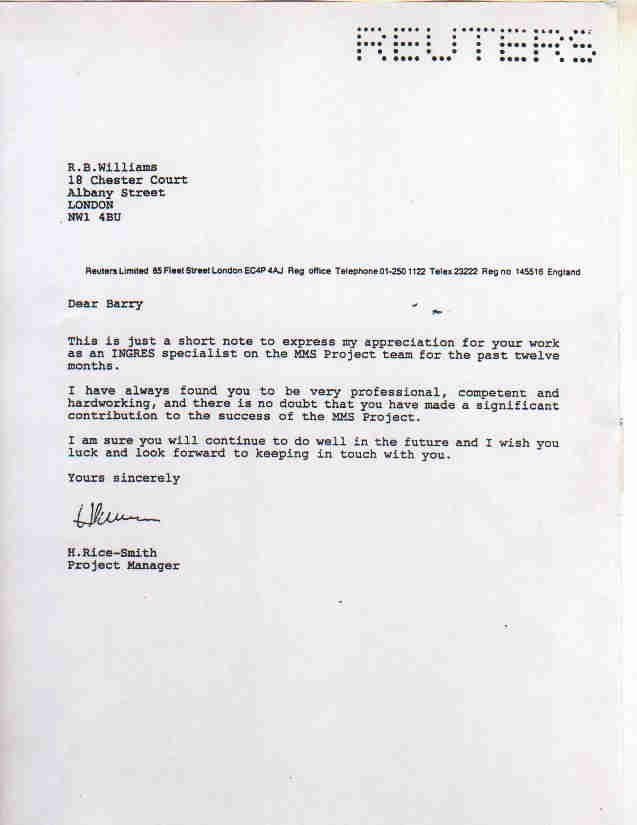 REUTERS
R.B.Williams
18 Chester Court
Albany Street
LONDON
NW1 4BU
Reuters Limited 85 Fleet Street London EC4P 4AJ Reg office Telephone 01-250 1122 Telex 23222 Reg no 145516 England
Dear Barry
This is just a short note to express my appreciation for your work
as an INGRES specialist on the MMS Project team for the past twelve
months.
I have always found you to be very professional, competent and
hardworking, and there is no doubt that you have made a significant
contribution to the success of the MMS Project.
I am sure you will continue to do well in the future and I wish you
luck and look forward to keeping in touch with you.
Yours sincerely
H.Rice-Smith
Project Manager